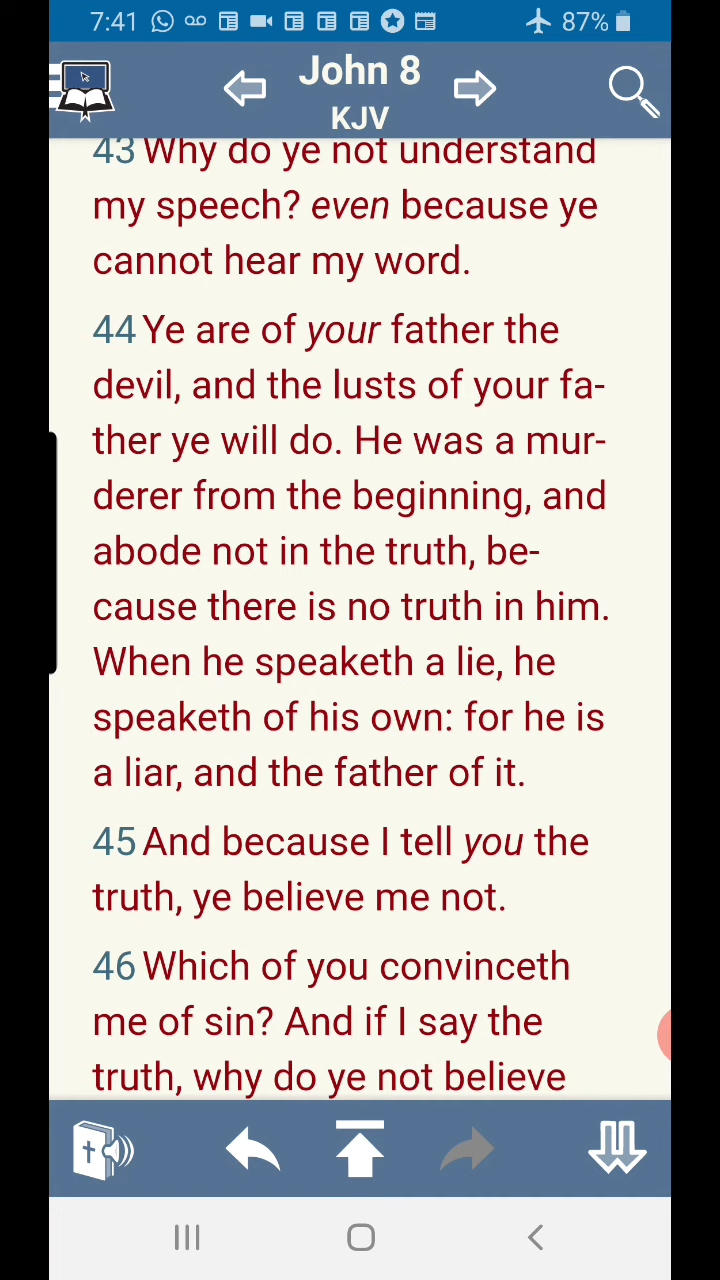 7:41 87%
John 8
KJV
43 Why do ye not understand
my speech? even because ye
cannot hear my word.
44 Ye are of your father the
devil, and the lusts of your fa-
ther ye will do. He was a mur-
derer from the beginning, and
abode not in the truth, be-
cause there is no truth in him.
When he speaketh a lie, he
speaketh of his own: for he is
a liar, and the father of it.
45 And because I tell you the
truth, ye believe me not.
46 Which of you convinceth
me of sin? And if I say the
truth, why do ye not believe